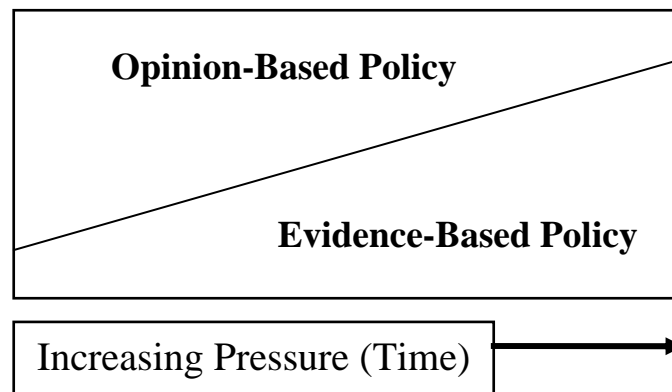 Opinion-Based Policy
Evidence-Based Policy
Increasing Pressure (Time)